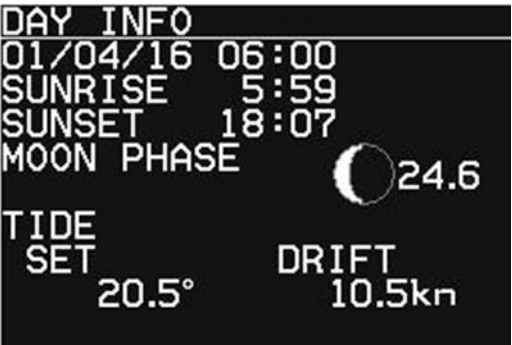 DAY INFO
01/04/16 06:00
SUNRISE 5:59
SUNSET 18:07
MOON PHASE 24.6
TIDE
SET DRIFT
20.5° 10.5kn